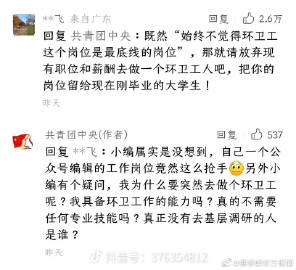 **飞 来自广东
2.6万
回复 共青团中央:既然“始终不觉得环卫工
这个岗位是最底线的岗位”,那就请放弃现
有职位和薪酬去做一个环卫工人吧,把你的
岗位留给现在刚毕业的大学生!
昨天
共青团中央(作者)
537
回复 **飞:小编属实是没想到,自己一个公
众号编辑的工作岗位竟然这么抢手 另外小
编有个疑问,我为什么要突然去做个环卫工
呢?我具备环卫工作的能力吗?真的不需要
任何专业技能吗?真正没有去基层调研的人
是谁?
昨天
抖音号:376354812